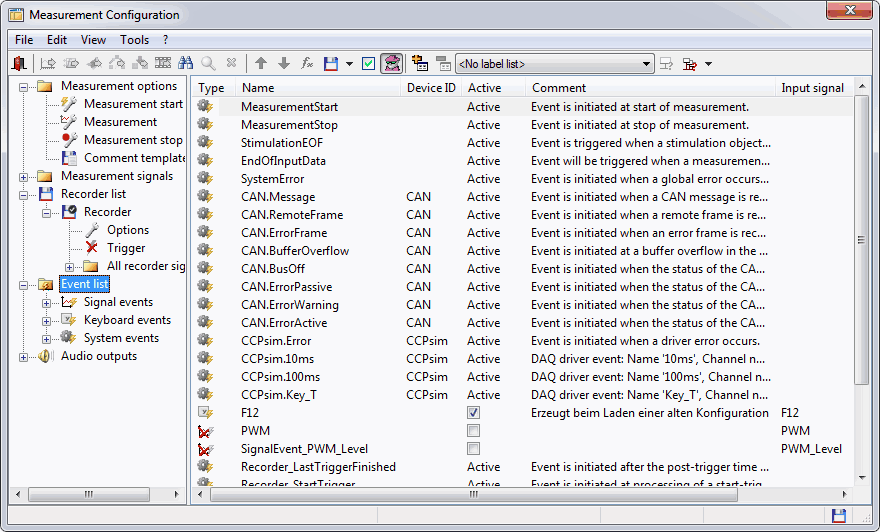 Measurement Configuration
File Edit View Tools ?
<No label list>
Measurement options
Measurement start
Measurement
Measurement stop
Comment template
Measurement signals
Recorder list
Recorder
Options
Trigger
All recorder sig
Event list
Signal events
Keyboard events
System events
Audio outputs
Type Name Device ID Active Comment Input signal
MeasurementStart Active Event is initiated at start of measurement.
MeasurementStop Active Event is initiated at stop of measurement.
StimulationEOF Active Event is triggered when a stimulation object...
EndOfInputData Active Event will be triggered when a measuremen...
SystemError Active Event is initiated when a global error occurs...
CAN.Message CAN Active Event is initiated when a CAN message is re...
CAN.RemoteFrame CAN Active Event is initiated when a remote frame is re...
CAN.ErrorFrame CAN Active Event is initiated when an error frame is rec...
CAN.BufferOverflow CAN Active Event is initiated at a buffer overflow in the ...
CAN.BusOff CAN Active Event is initiated when the status of the CA...
CAN.ErrorPassive CAN Active Event is initiated when the status of the CA...
CAN.ErrorWarning CAN Active Event is initiated when the status of the CA...
CAN.ErrorActive CAN Active Event is initiated when the status of the CA...
CCPsim.Error CCPsim Active Event is initiated when a driver error occurs.
CCPsim.10ms CCPsim Active DAQ driver event: Name '10ms', Channel n...
CCPsim.100ms CCPsim Active DAQ driver event: Name '100ms', Channel n...
CCPsim.Key_T CCPsim Active DAQ driver event: Name 'Key_T', Channel n...
F12 Erzeugt beim Laden einer alten Konfiguration F12
PWM PWM
SignalEvent_PWM_Level PWM_Level
Recorder_LastTriggerFinished Active Event is initiated after the post-trigger time ...
Recorder_StartTrigger Active Event is initiated at processing of a start-trig...